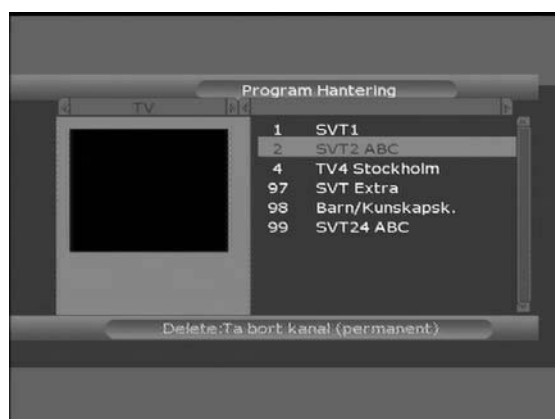 Program Hantering
TV
1 SVT1
2 SVT2 ABC
4 TV4 Stockholm
97 SVT Extra
98 Barn/Kunskapsk.
99 SVT24 ABC
Delete:Ta bort kanal (permanent)